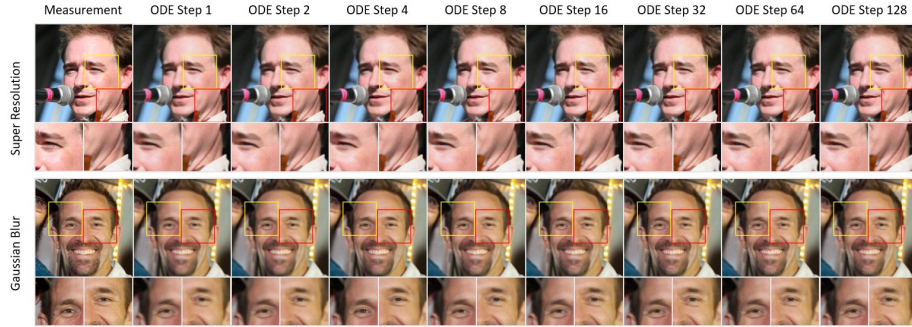 Measurement ODE Step 1 ODE Step 2 ODE Step 4 ODE Step 8 ODE Step 16 ODE Step 32 ODE Step 64 ODE Step 128
Super Resolution
Gaussian Blur